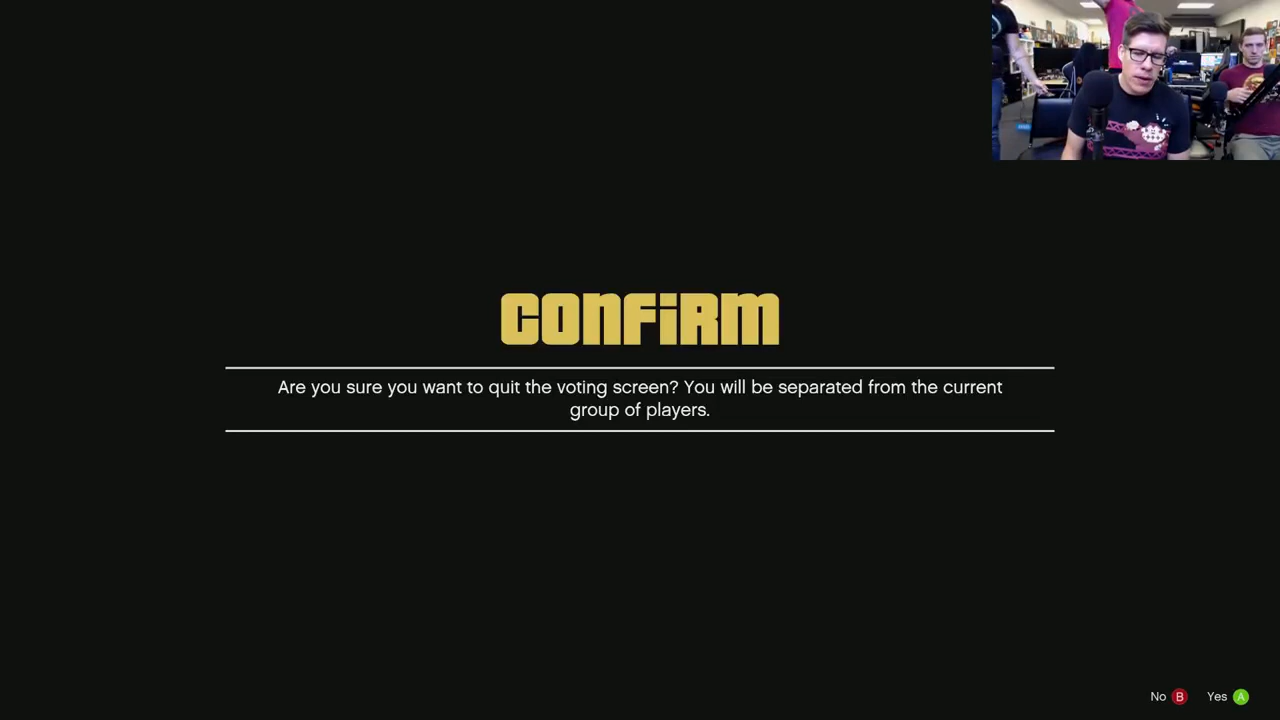 CONFIRM
Are you sure you want to quit the voting screen? You will be separated from the current
group of players.
No B Yes A